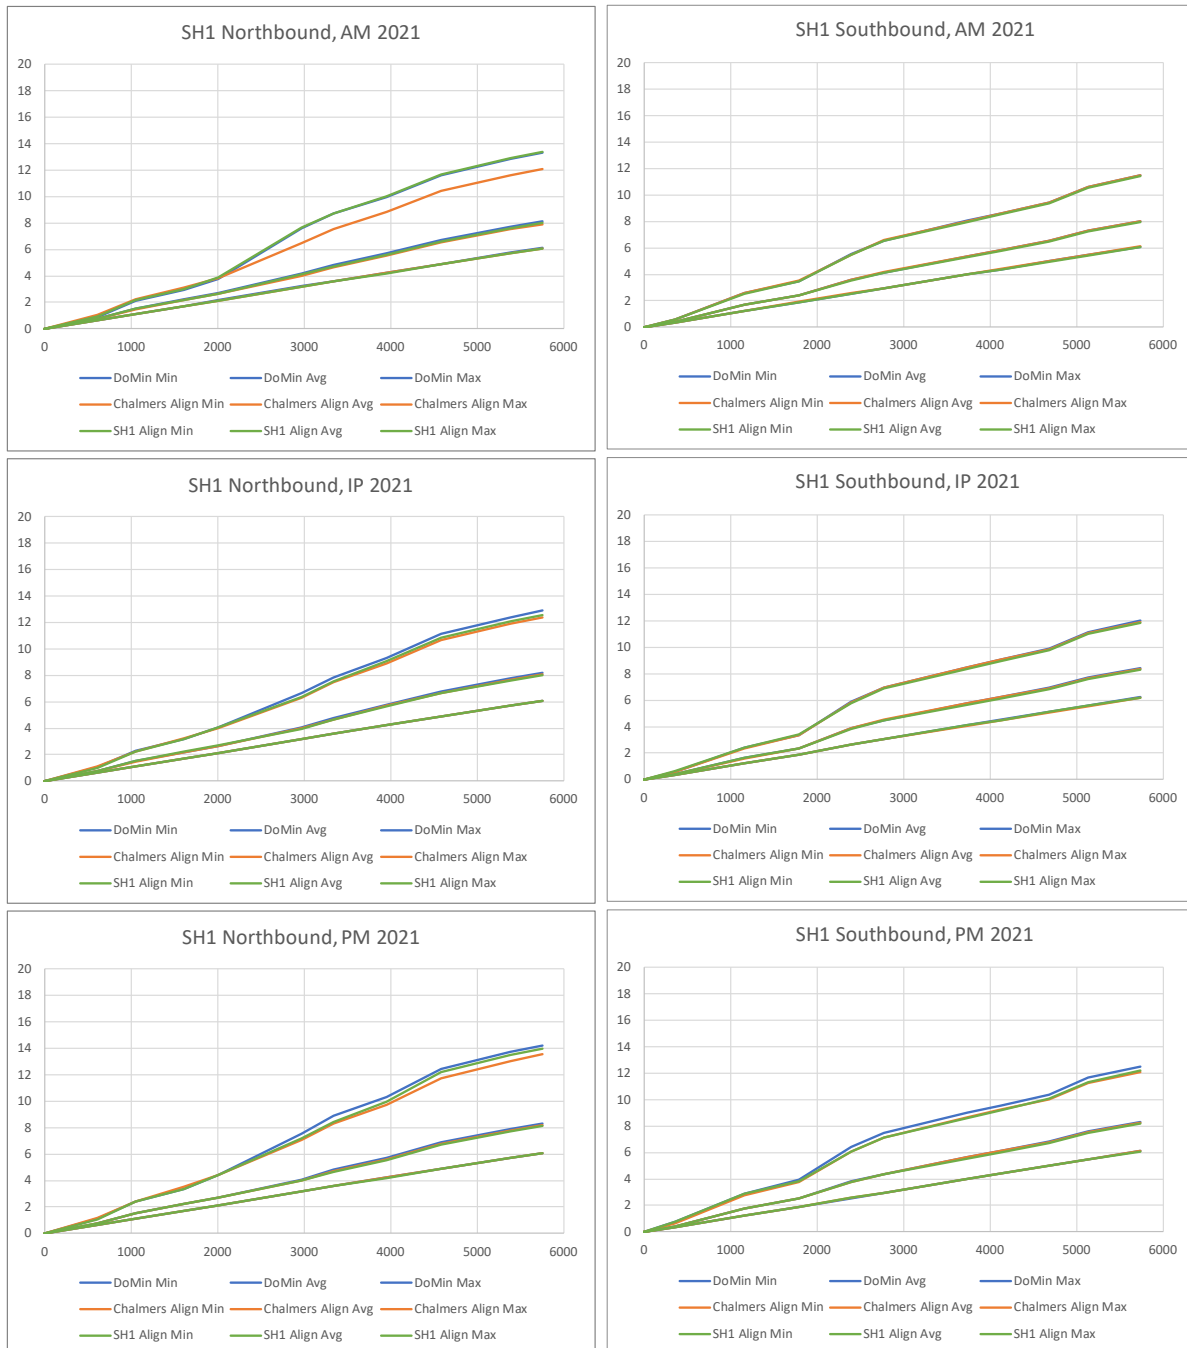 SH1 Northbound, AM 2021
20
18
16
14
12
10
8
6
4
2
0
0 1000 2000 3000 4000 5000 6000
DoMin Min DoMin Avg DoMin Max
Chalmers Align Min Chalmers Align Avg Chalmers Align Max
SH1 Align Min SH1 Align Avg SH1 Align Max
SH1 Southbound, AM 2021
20
18
16
14
12
10
8
6
4
2
0
0 1000 2000 3000 4000 5000 6000
DoMin Min DoMin Avg DoMin Max
Chalmers Align Min Chalmers Align Avg Chalmers Align Max
SH1 Align Min SH1 Align Avg SH1 Align Max
SH1 Northbound, IP 2021
20
18
16
14
12
10
8
6
4
2
0
0 1000 2000 3000 4000 5000 6000
DoMin Min DoMin Avg DoMin Max
Chalmers Align Min Chalmers Align Avg Chalmers Align Max
SH1 Align Min SH1 Align Avg SH1 Align Max
SH1 Southbound, IP 2021
20
18
16
14
12
10
8
6
4
2
0
0 1000 2000 3000 4000 5000 6000
DoMin Min DoMin Avg DoMin Max
Chalmers Align Min Chalmers Align Avg Chalmers Align Max
SH1 Align Min SH1 Align Avg SH1 Align Max
SH1 Northbound, PM 2021
20
18
16
14
12
10
8
6
4
2
0
0 1000 2000 3000 4000 5000 6000
DoMin Min DoMin Avg DoMin Max
Chalmers Align Min Chalmers Align Avg Chalmers Align Max
SH1 Align Min SH1 Align Avg SH1 Align Max
SH1 Southbound, PM 2021
20
18
16
14
12
10
8
6
4
2
0
0 1000 2000 3000 4000 5000 6000
DoMin Min DoMin Avg DoMin Max
Chalmers Align Min Chalmers Align Avg Chalmers Align Max
SH1 Align Min SH1 Align Avg SH1 Align Max